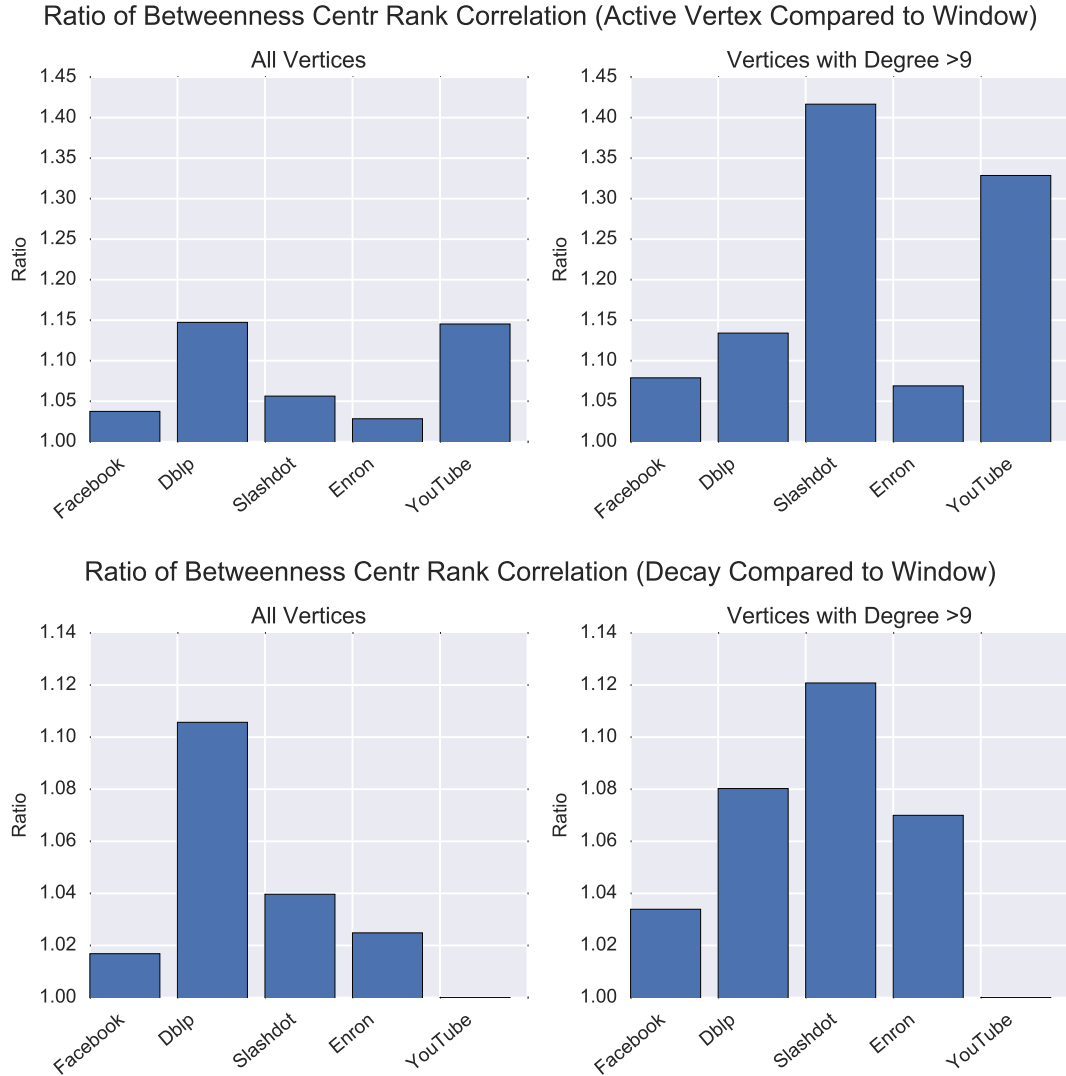 Ratio of Betweenness Centr Rank Correlation (Active Vertex Compared to Window)
All Vertices
1.45
1.40
1.35
1.30
1.25
1.20
1.15
1.10
1.05
1.00
Ratio
Facebook
Dblp
Slashdot
Enron
YouTube
Vertices with Degree >9
1.45
1.40
1.35
1.30
1.25
1.20
1.15
1.10
1.05
1.00
Ratio
Facebook
Dblp
Slashdot
Enron
YouTube
Ratio of Betweenness Centr Rank Correlation (Decay Compared to Window)
All Vertices
1.14
1.12
1.10
1.08
1.06
1.04
1.02
1.00
Ratio
Facebook
Dblp
Slashdot
Enron
YouTube
Vertices with Degree >9
1.14
1.12
1.10
1.08
1.06
1.04
1.02
1.00
Ratio
Facebook
Dblp
Slashdot
Enron
YouTube